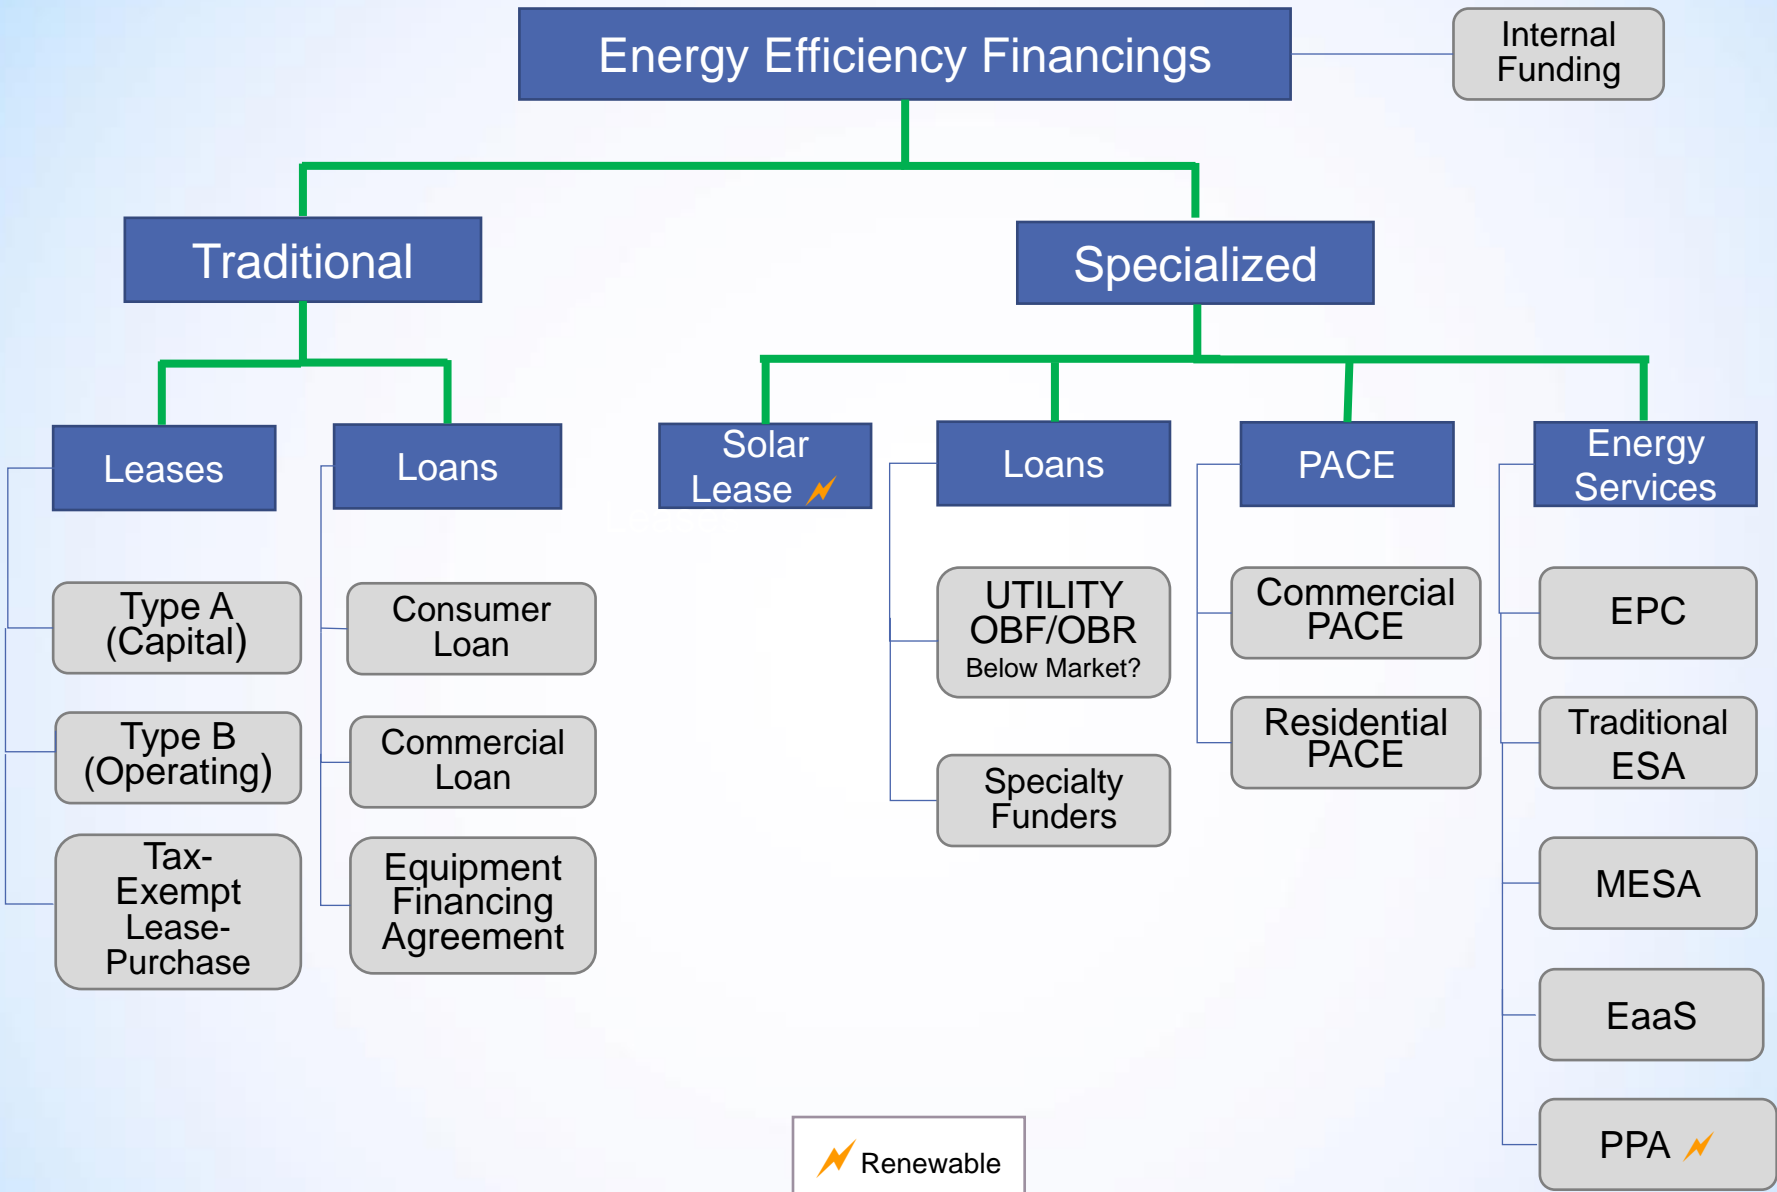 Energy Efficiency Financings
Internal
Funding
Traditional
Specialized
Leases
Loans
Solar
Lease
Loans
PACE
Energy
Services
Type A
(Capital)
Type B
(Operating)
Tax-
Exempt
Lease-
Purchase
Consumer
Loan
Commercial
Loan
Equipment
Financing
Agreement
UTILITY
OBF/OBR
Below Market?
Specialty
Funders
Commercial
PACE
Residential
PACE
EPC
Traditional
ESA
MESA
EaaS
PPA
Renewable